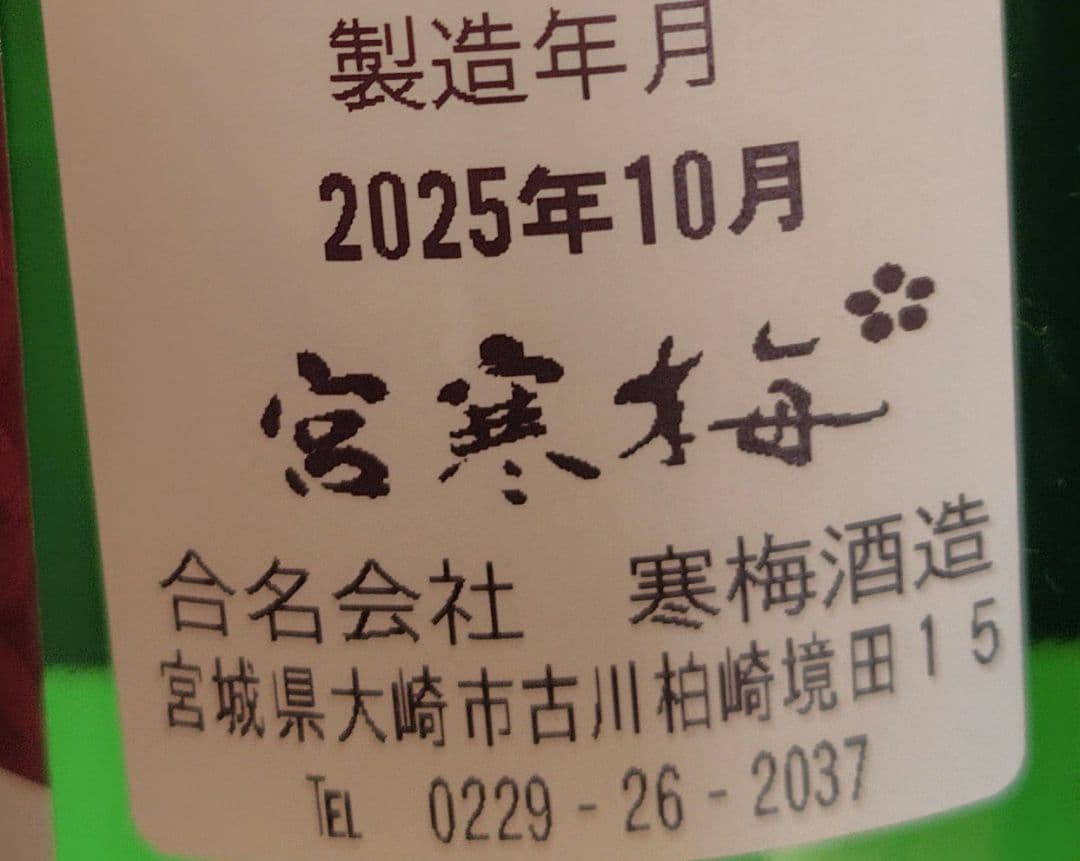 製造年月
2025年10月
宮寒梅
合名会社　寒梅酒造
宮城県大崎市古川柏崎境田15
TEL 0229-26-2037